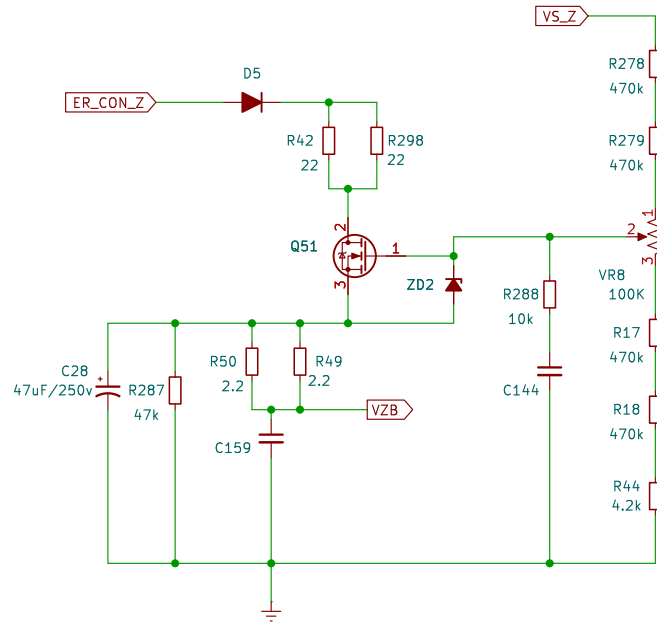 VS_Z
D5
R278
470k
ER_CON_Z
R42
22
R298
22
R279
470k
2
Q51
1
3
ZD2
1
2
3
VR8
100K
R288
10k
R17
470k
C28
+
47uF/250v
R287
47k
R50
2.2
R49
2.2
VZB
C144
C159
R18
470k
R44
4.2k